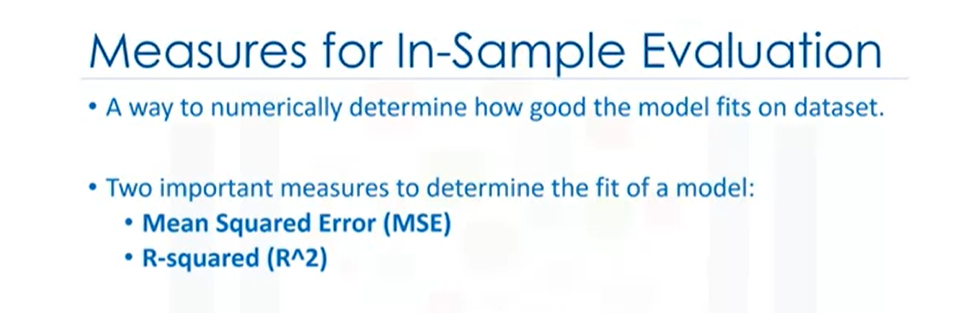 Measures for In-Sample Evaluation
• A way to numerically determine how good the model fits on dataset.
• Two important measures to determine the fit of a model:
• Mean Squared Error (MSE)
• R-squared (R^2)